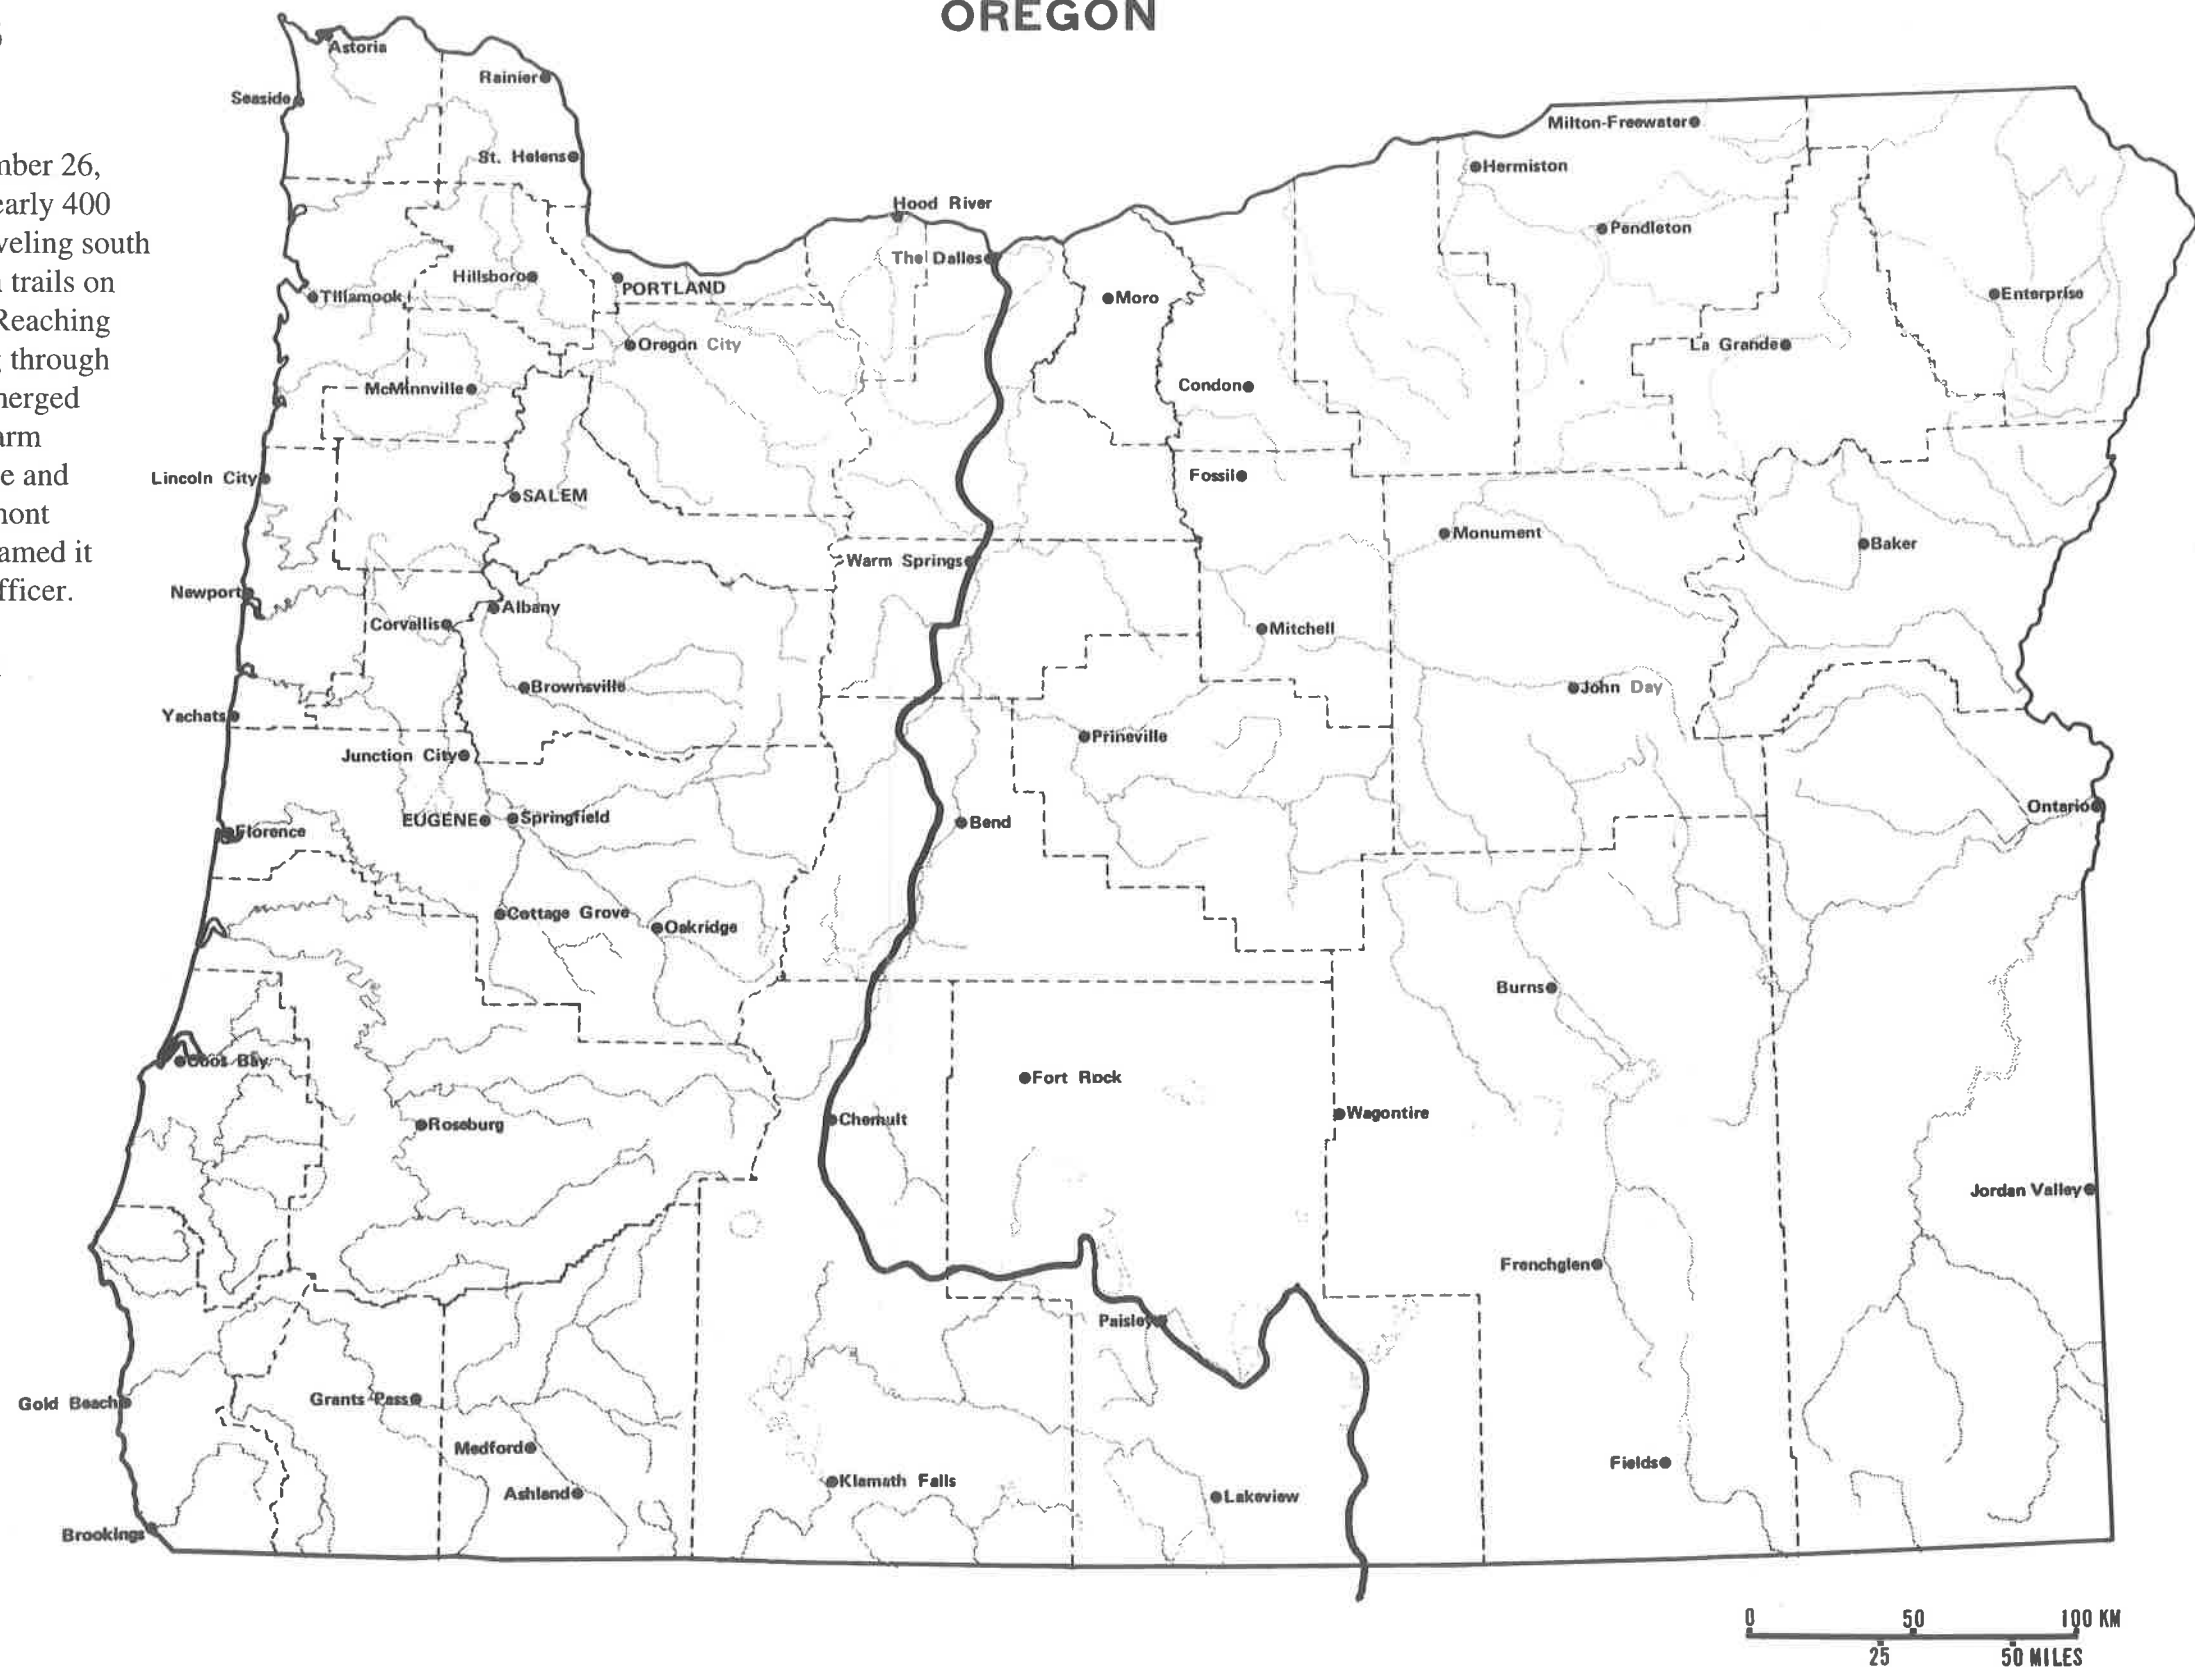 OREGON
mber 26,
early 400
veling south
trails on
Reaching
through
nerged
arm
e and
nont
amed it
fficer.
Astoria
Rainier
Seaside
St. Helens
Milton-Freewater
Hermiston
Hood River
Pendleton
The Dalles
Hillsboro
PORTLAND
Tillamook
Moro
Enterprise
Oregon City
La Grande
McMinnville
Condon
Lincoln City
Fossil
SALEM
Monument
Baker
Warm Springs
Newport
Albany
Corvallis
Mitchell
Brownsville
John Day
Yachats
Prineville
Junction City
Ontario
EUGENE
Springfield
Bend
Florence
Cottage Grove
Oakridge
Burns
Coos Bay
Fort Rock
Wagontire
Chemult
Roseburg
Jordan Valley
Frenchglen
Paisley
Gold Beach
Grants Pass
Medford
Fields
Klamath Falls
Ashland
Lakeview
Brookings
0 50 100 KM
25 50 MILES